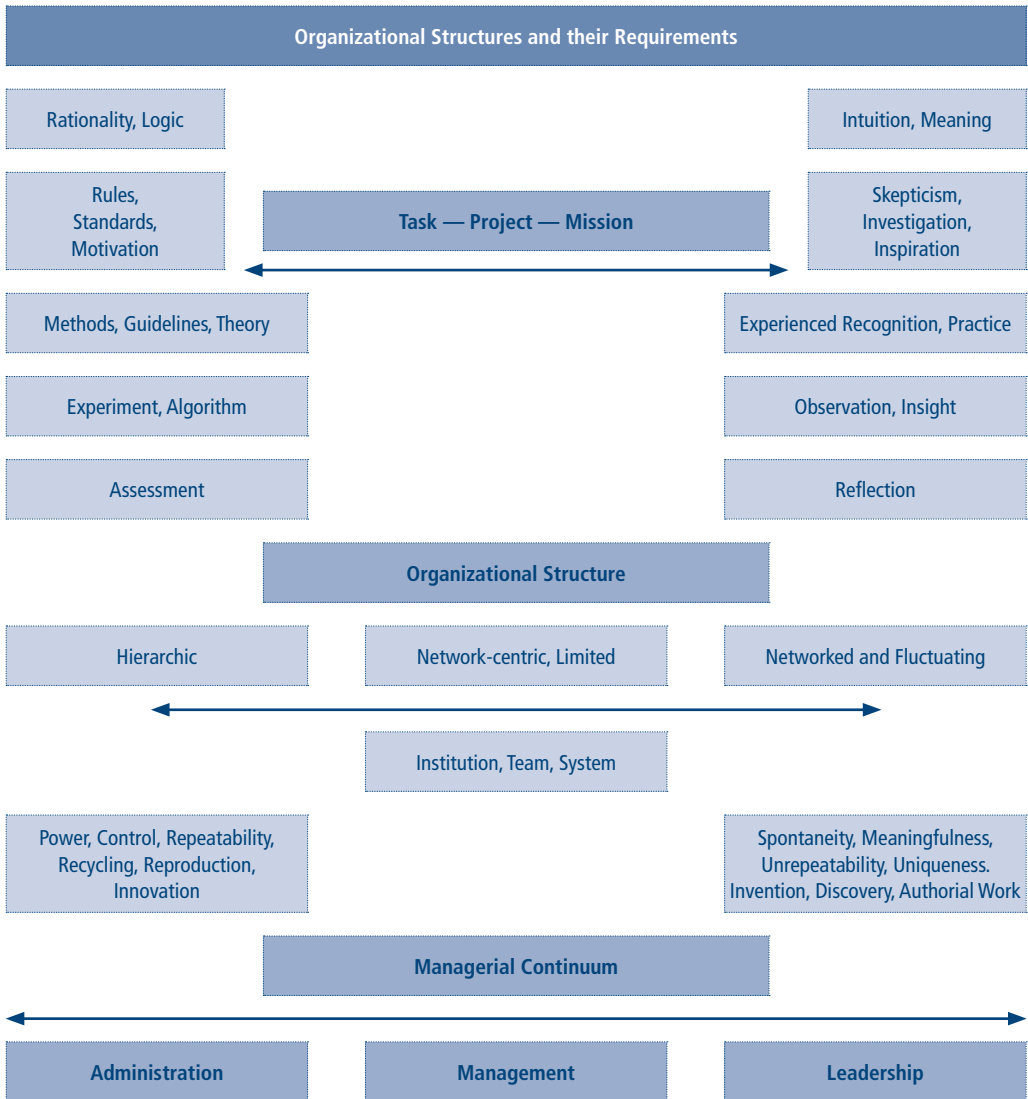 Organizational Structures and their Requirements
Rationality, Logic
Intuition, Meaning
Rules,
Standards,
Motivation
Task — Project — Mission
Skepticism,
Investigation,
Inspiration
Methods, Guidelines, Theory
Experienced Recognition, Practice
Experiment, Algorithm
Observation, Insight
Assessment
Reflection
Organizational Structure
Hierarchic
Network-centric, Limited
Networked and Fluctuating
Institution, Team, System
Power, Control, Repeatability,
Recycling, Reproduction,
Innovation
Spontaneity, Meaningfulness,
Unrepeatability, Uniqueness.
Invention, Discovery, Authorial Work
Managerial Continuum
Administration
Management
Leadership